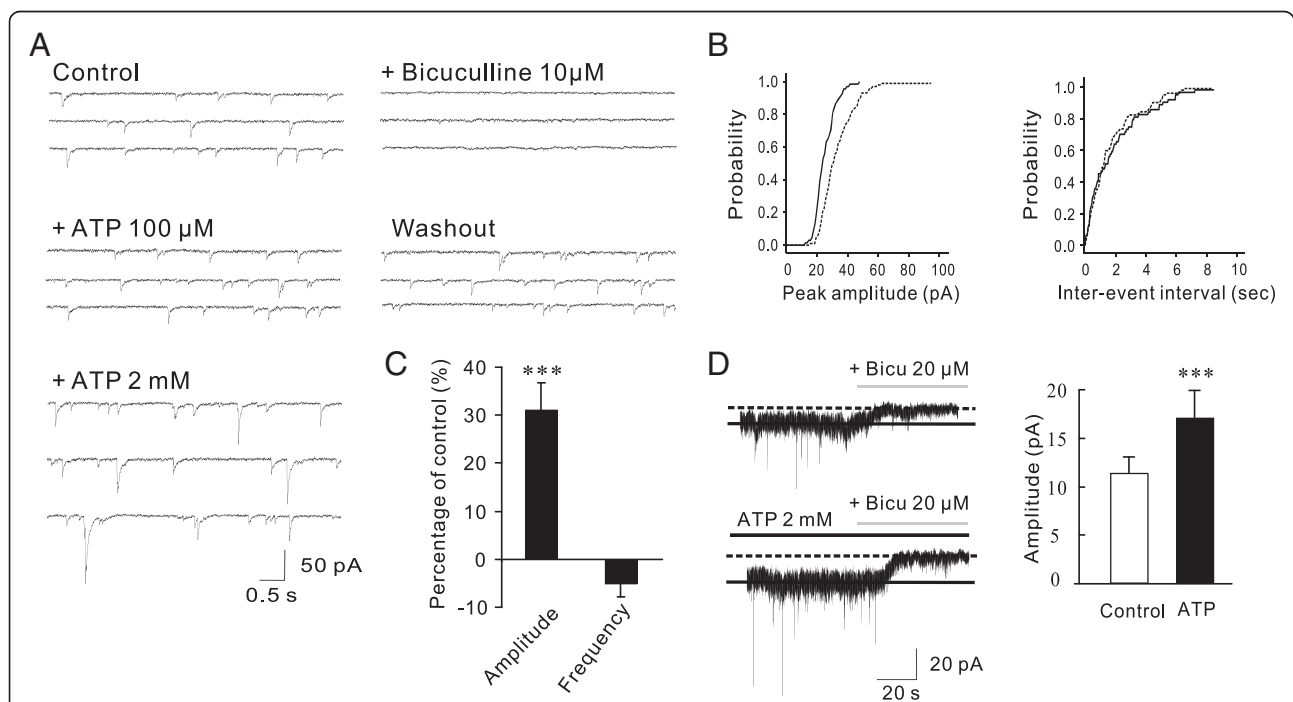 A
Control
+ Bicuculline 10μM
+ ATP 100 μM
Washout
+ ATP 2 mM
50 pA
0.5 s
B
Probability
1.0
0.8
0.6
0.4
0.2
0.0
0 20 40 60 80 100
Peak amplitude (pA)
Probability
1.0
0.8
0.6
0.4
0.2
0.0
0 2 4 6 8 10
Inter-event interval (sec)
C
Percentage of control (%)
40
30
20
10
0
-10
***
Amplitude
Frequency
D
+ Bicu 20 μM
ATP 2 mM
+ Bicu 20 μM
20 pA
20 s
Amplitude (pA)
20
15
10
5
0
***
Control
ATP